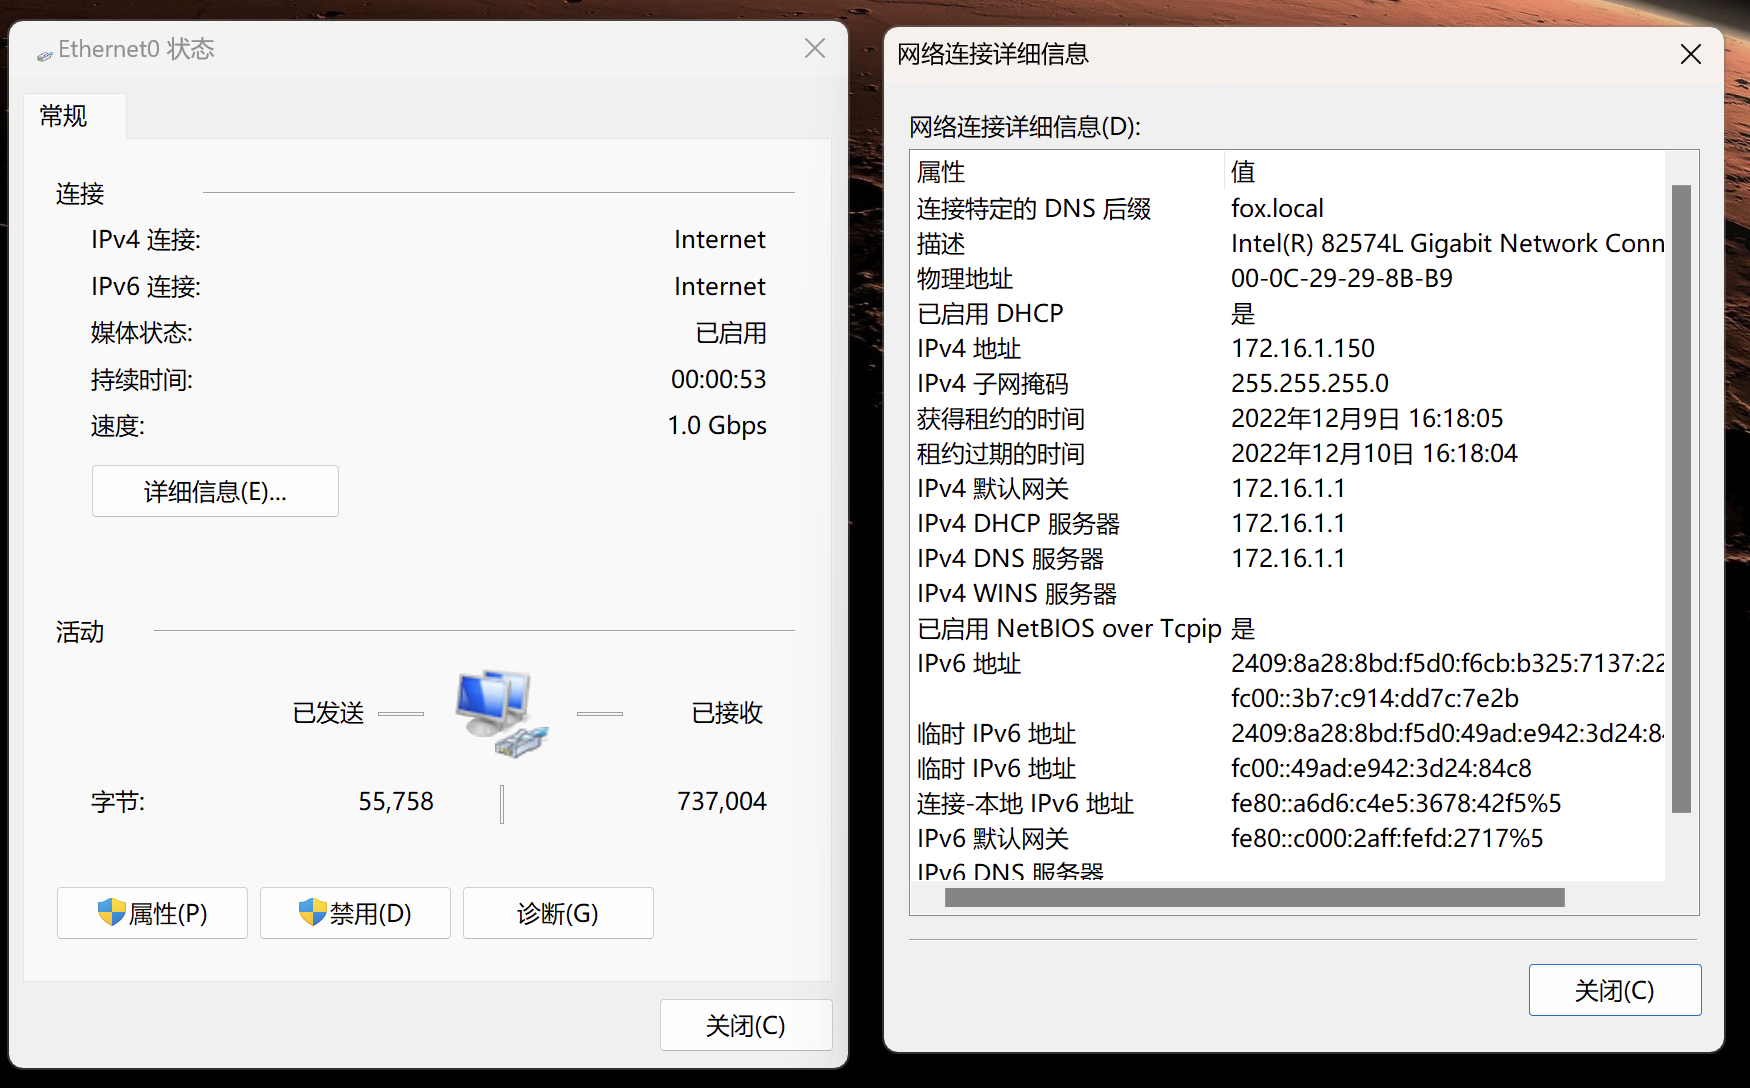 Ethernet0 状态
常规
连接
IPv4 连接: Internet
IPv6 连接: Internet
媒体状态: 已启用
持续时间: 00:00:53
速度: 1.0 Gbps
详细信息(E)...
活动
已发送 已接收
字节: 55,758 737,004
属性(P) 禁用(D) 诊断(G)
关闭(C)
网络连接详细信息
网络连接详细信息(D):
属性 值
连接特定的 DNS 后缀 fox.local
描述 Intel(R) 82574L Gigabit Network Conn
物理地址 00-0C-29-29-8B-B9
已启用 DHCP 是
IPv4 地址 172.16.1.150
IPv4 子网掩码 255.255.255.0
获得租约的时间 2022年12月9日 16:18:05
租约过期的时间 2022年12月10日 16:18:04
IPv4 默认网关 172.16.1.1
IPv4 DHCP 服务器 172.16.1.1
IPv4 DNS 服务器 172.16.1.1
IPv4 WINS 服务器
已启用 NetBIOS over Tcpip 是
IPv6 地址 2409:8a28:8bd:f5d0:f6cb:b325:7137:22
fc00::3b7:c914:dd7c:7e2b
临时 IPv6 地址 2409:8a28:8bd:f5d0:49ad:e942:3d24:84
临时 IPv6 地址 fc00::49ad:e942:3d24:84c8
连接-本地 IPv6 地址 fe80::a6d6:c4e5:3678:42f5%5
IPv6 默认网关 fe80::c000:2aff:fefd:2717%5
IPv6 DNS 服务器
关闭(C)